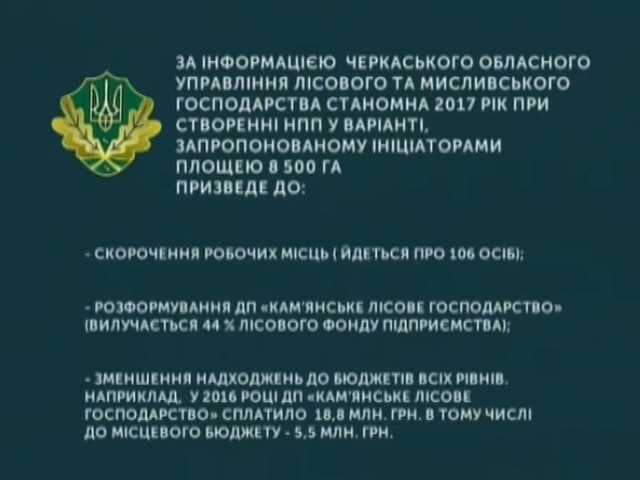 ЗА ІНФОРМАЦІЄЮ ЧЕРКАСЬКОГО ОБЛАСНОГО
УПРАВЛІННЯ ЛІСОВОГО ТА МИСЛИВСЬКОГО
ГОСПОДАРСТВА СТАНОМНА 2017 РІК ПРИ
СТВОРЕННІ НПП У ВАРІАНТІ,
ЗАПРОПОНОВАНОМУ ІНІЦІАТОРАМИ
ПЛОЩЕЮ 8 500 ГА
ПРИЗВЕДЕ ДО:
- СКОРОЧЕННЯ РОБОЧИХ МІСЦЬ ( ЙДЕТЬСЯ ПРО 106 ОСІБ);
- РОЗФОРМУВАННЯ ДП «КАМ'ЯНСЬКЕ ЛІСОВЕ ГОСПОДАРСТВО»
(ВИЛУЧАЄТЬСЯ 44 % ЛІСОВОГО ФОНДУ ПІДПРИЄМСТВА);
- ЗМЕНШЕННЯ НАДХОДЖЕНЬ ДО БЮДЖЕТІВ ВСІХ РІВНІВ.
НАПРИКЛАД, У 2016 РОЦІ ДП «КАМ'ЯНСЬКЕ ЛІСОВЕ
ГОСПОДАРСТВО» СПЛАТИЛО 18,8 МЛН. ГРН. В ТОМУ ЧИСЛІ
ДО МІСЦЕВОГО БЮДЖЕТУ - 5,5 МЛН. ГРН.